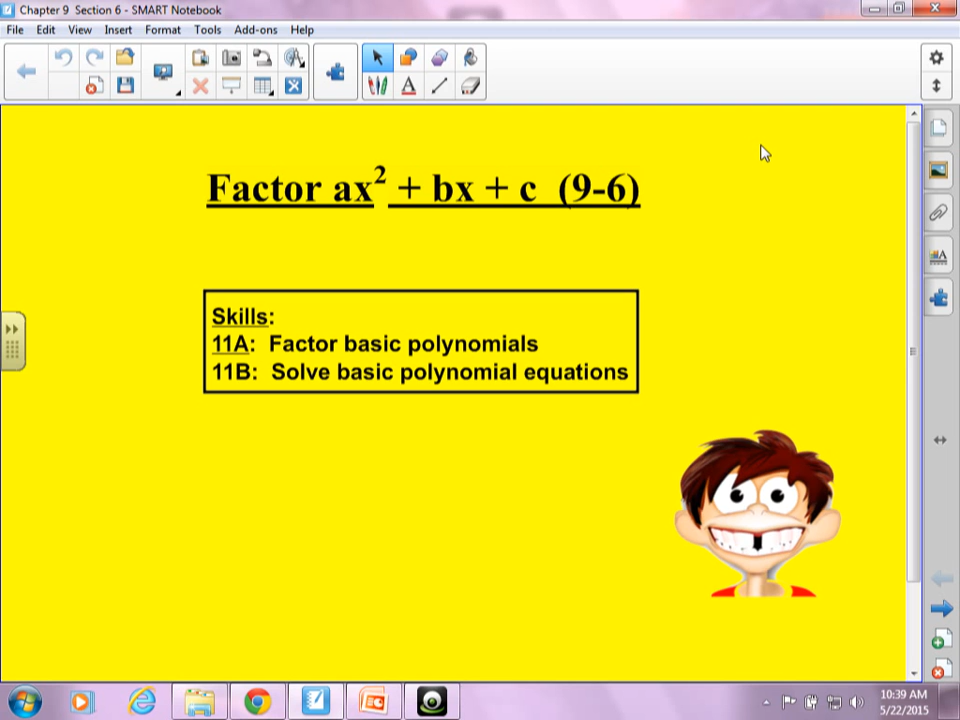 Chapter 9 Section 6 - SMART Notebook
File Edit View Insert Format Tools Add-ons Help
Factor ax² + bx + c (9-6)
Skills:
11A: Factor basic polynomials
11B: Solve basic polynomial equations
10:39 AM
5/22/2015